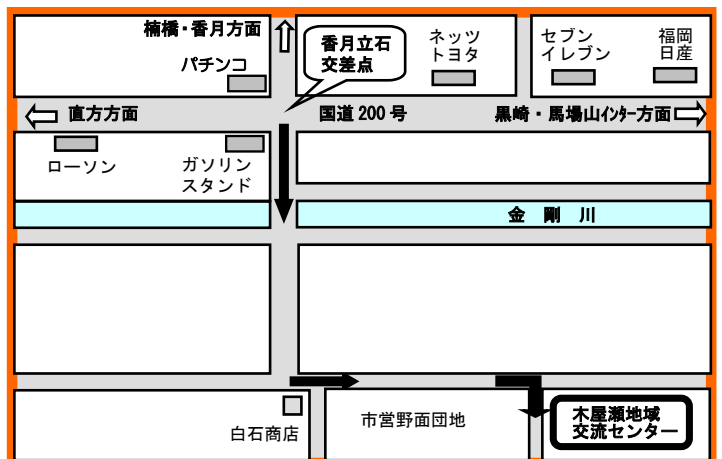 楠橋・香月方面
パチンコ
香月立石
交差点
ネッツ
トヨタ
セブン
イレブン
福岡
日産
直方方面
国道200号
黒崎・馬場山インター方面
ローソン
ガソリン
スタンド
金剛川
白石商店
市営野面団地
木屋瀬地域
交流センター